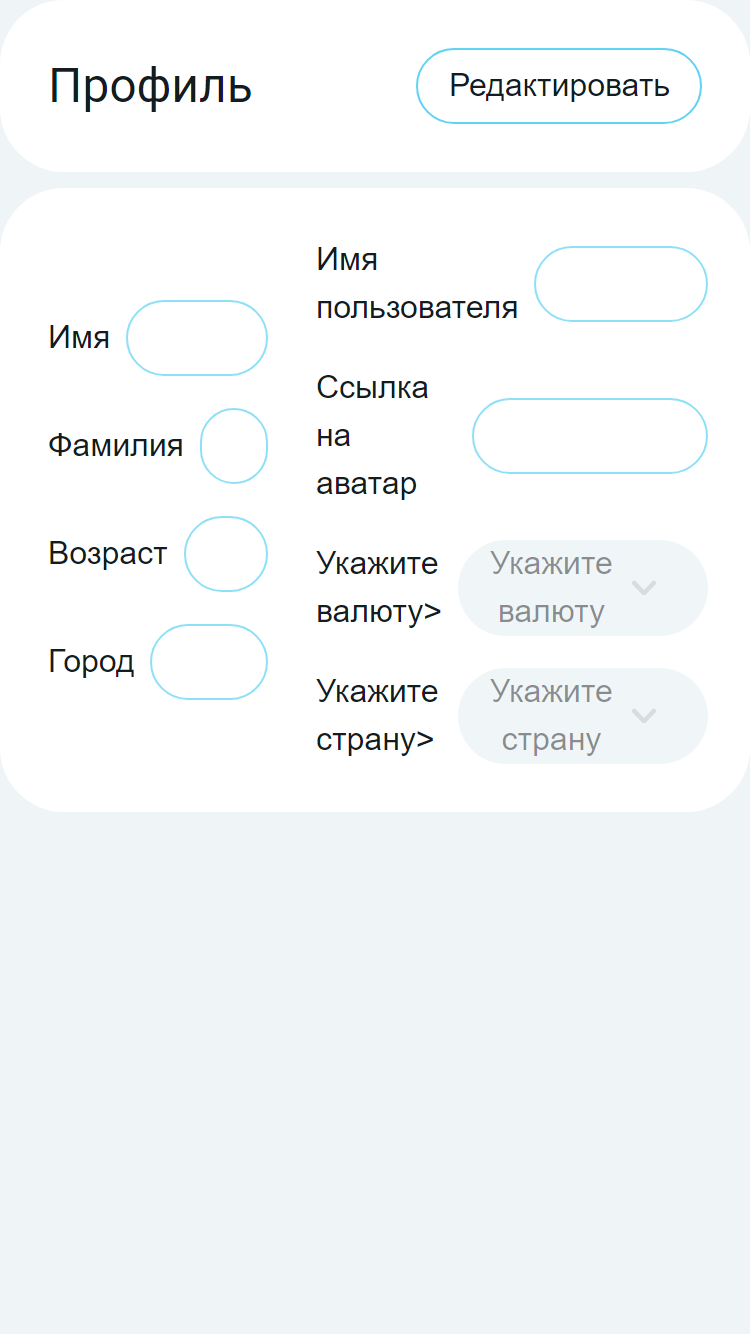 Профиль
Редактировать
Имя
Фамилия
Возраст
Город
Имя
пользователя
Ссылка
на
аватар
Укажите
валюту>
Укажите
валюту
Укажите
страну>
Укажите
страну